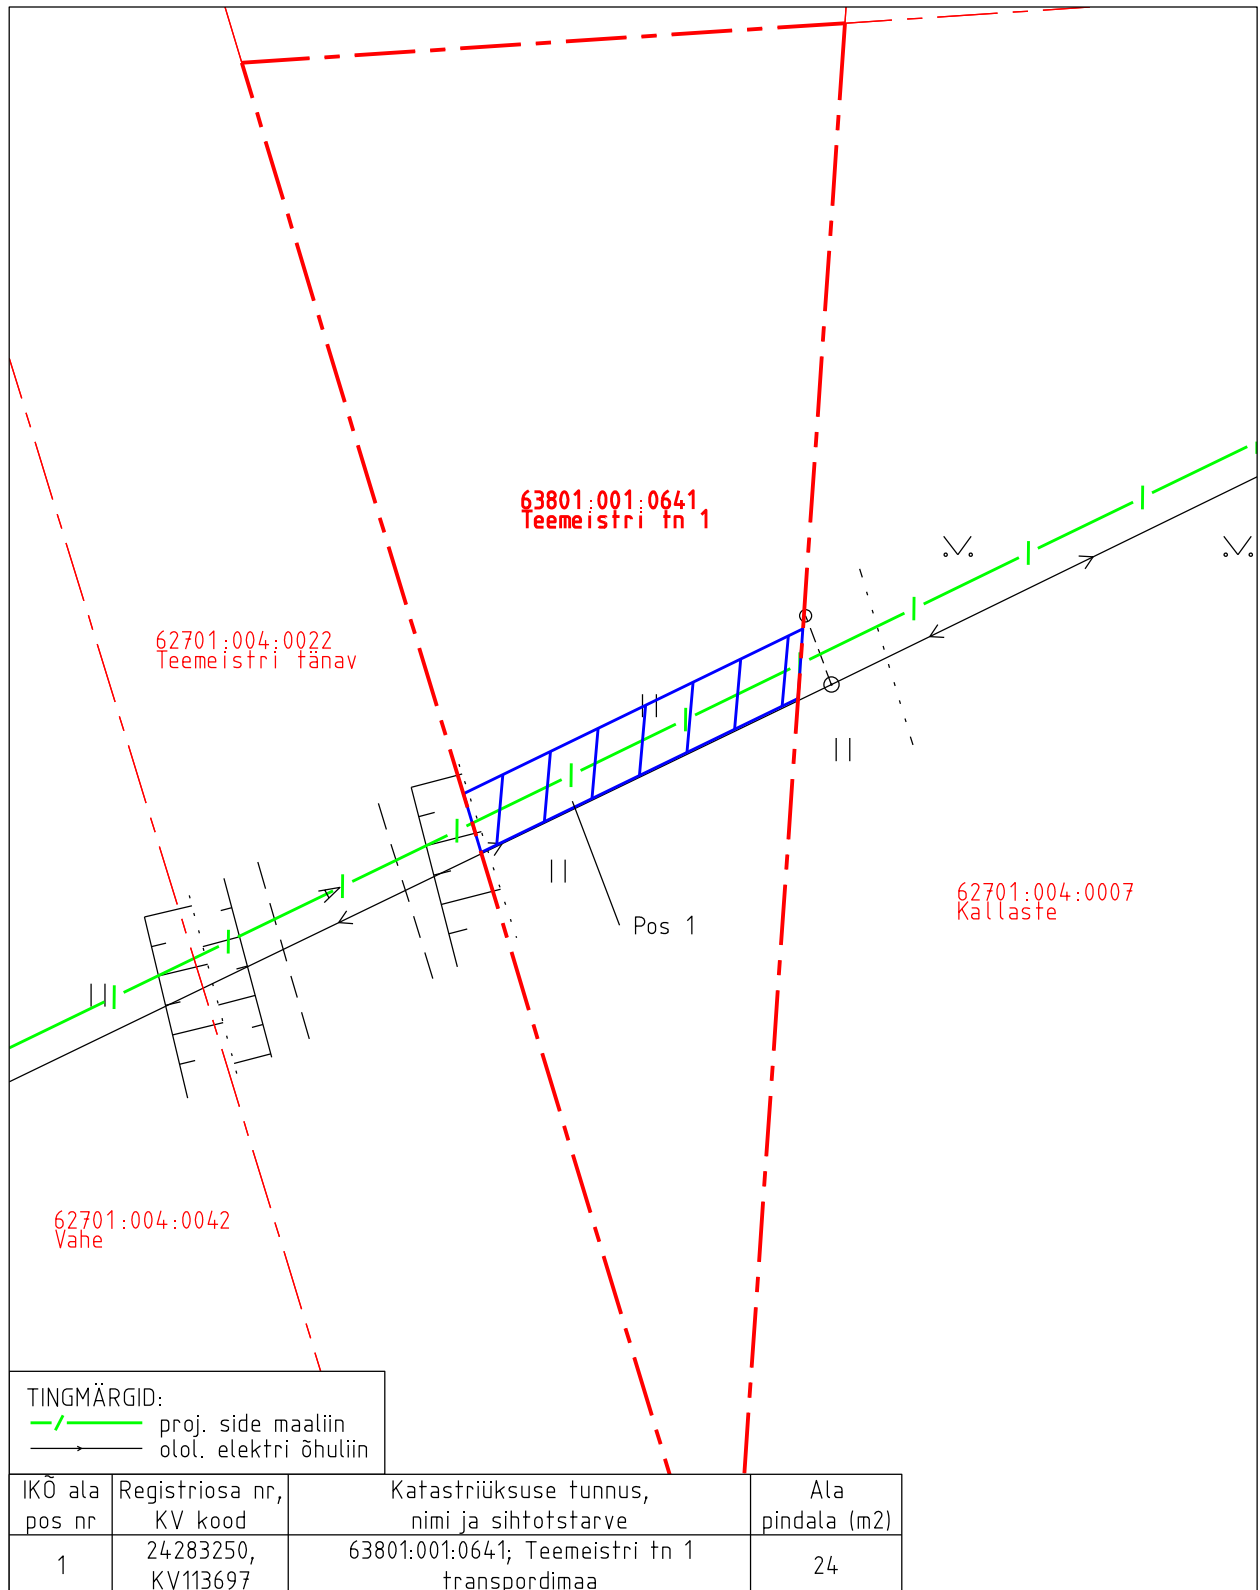 63801:001:0641
Teemeistri tn 1
62701:004:0022
Teemeistri tänav
62701:004:0007
Kallaste
Pos 1
62701:004:0042
Vahe
TINGMÄRGID:
proj. side maaliin
olol. elektri õhuliin
IKÕ ala pos nr
Registriosa nr, KV kood
Katastriüksuse tunnus, nimi ja sihtotstarve
Ala pindala (m2)
1
24283250, KV113697
63801:001:0641; Teemeistri tn 1 transpordimaa
24